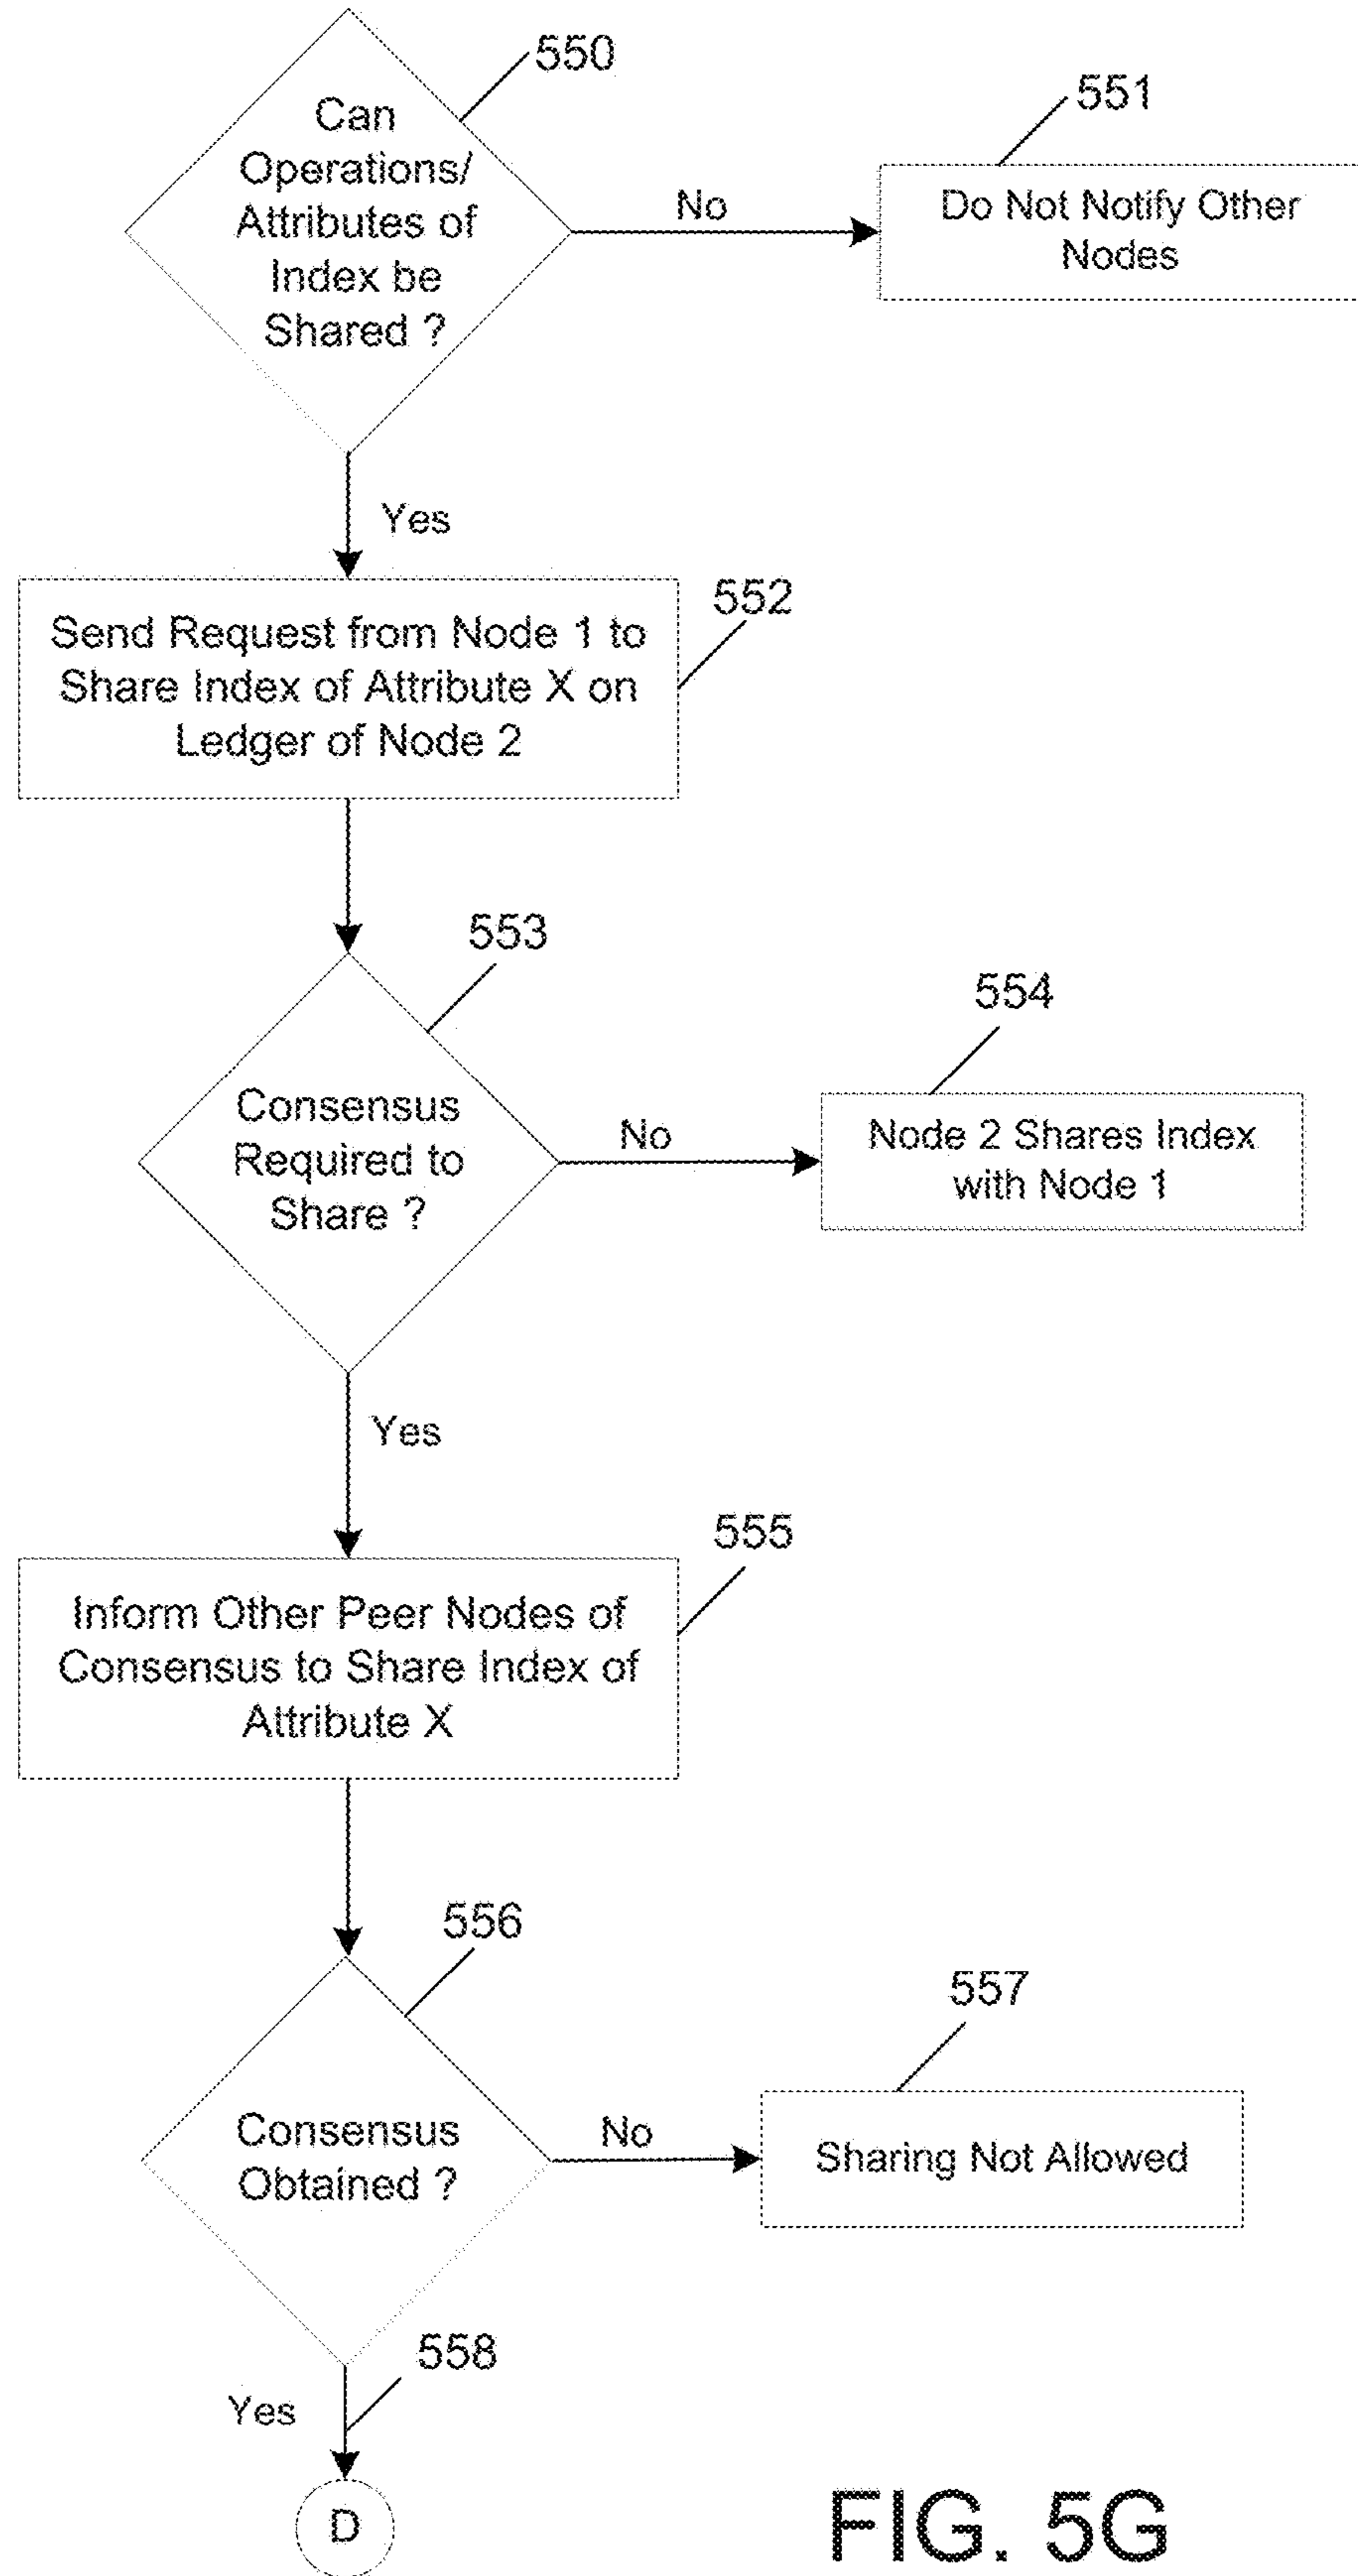 550
Can
Operations/
Attributes of
Index be
Shared ?
No
551
Do Not Notify Other
Nodes
Yes
552
Send Request from Node 1 to
Share Index of Attribute X on
Ledger of Node 2
553
Consensus
Required to
Share ?
No
554
Node 2 Shares Index
with Node 1
Yes
555
Inform Other Peer Nodes of
Consensus to Share Index of
Attribute X
556
Consensus
Obtained ?
No
557
Sharing Not Allowed
558
Yes
D
FIG. 5G